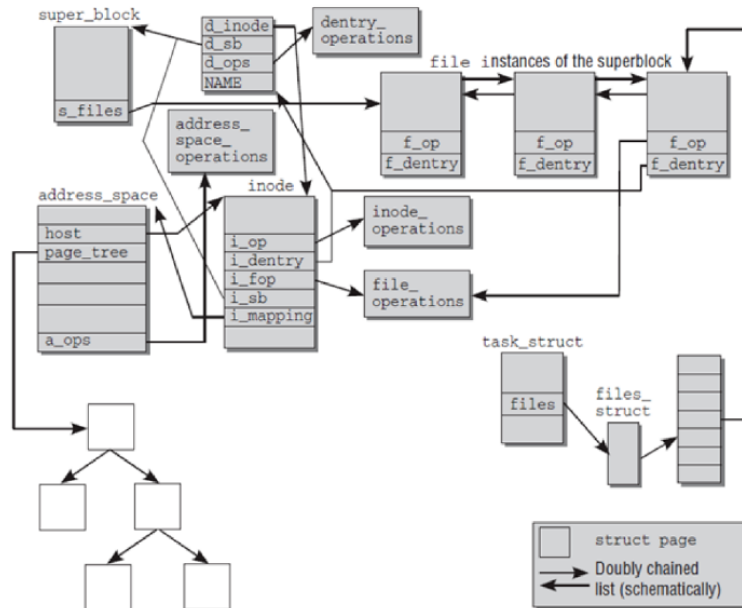 super_block
s_files
d_inode
d_sb
d_ops
NAME
dentry_
operations
file instances of the superblock
f_op
f_dentry
f_op
f_dentry
f_op
f_dentry
address_
space_
operations
address_space
host
page_tree
a_ops
inode
i_op
i_dentry
i_fop
i_sb
i_mapping
inode_
operations
file_
operations
task_struct
files
files_
struct
struct page
Doubly chained
list (schematically)